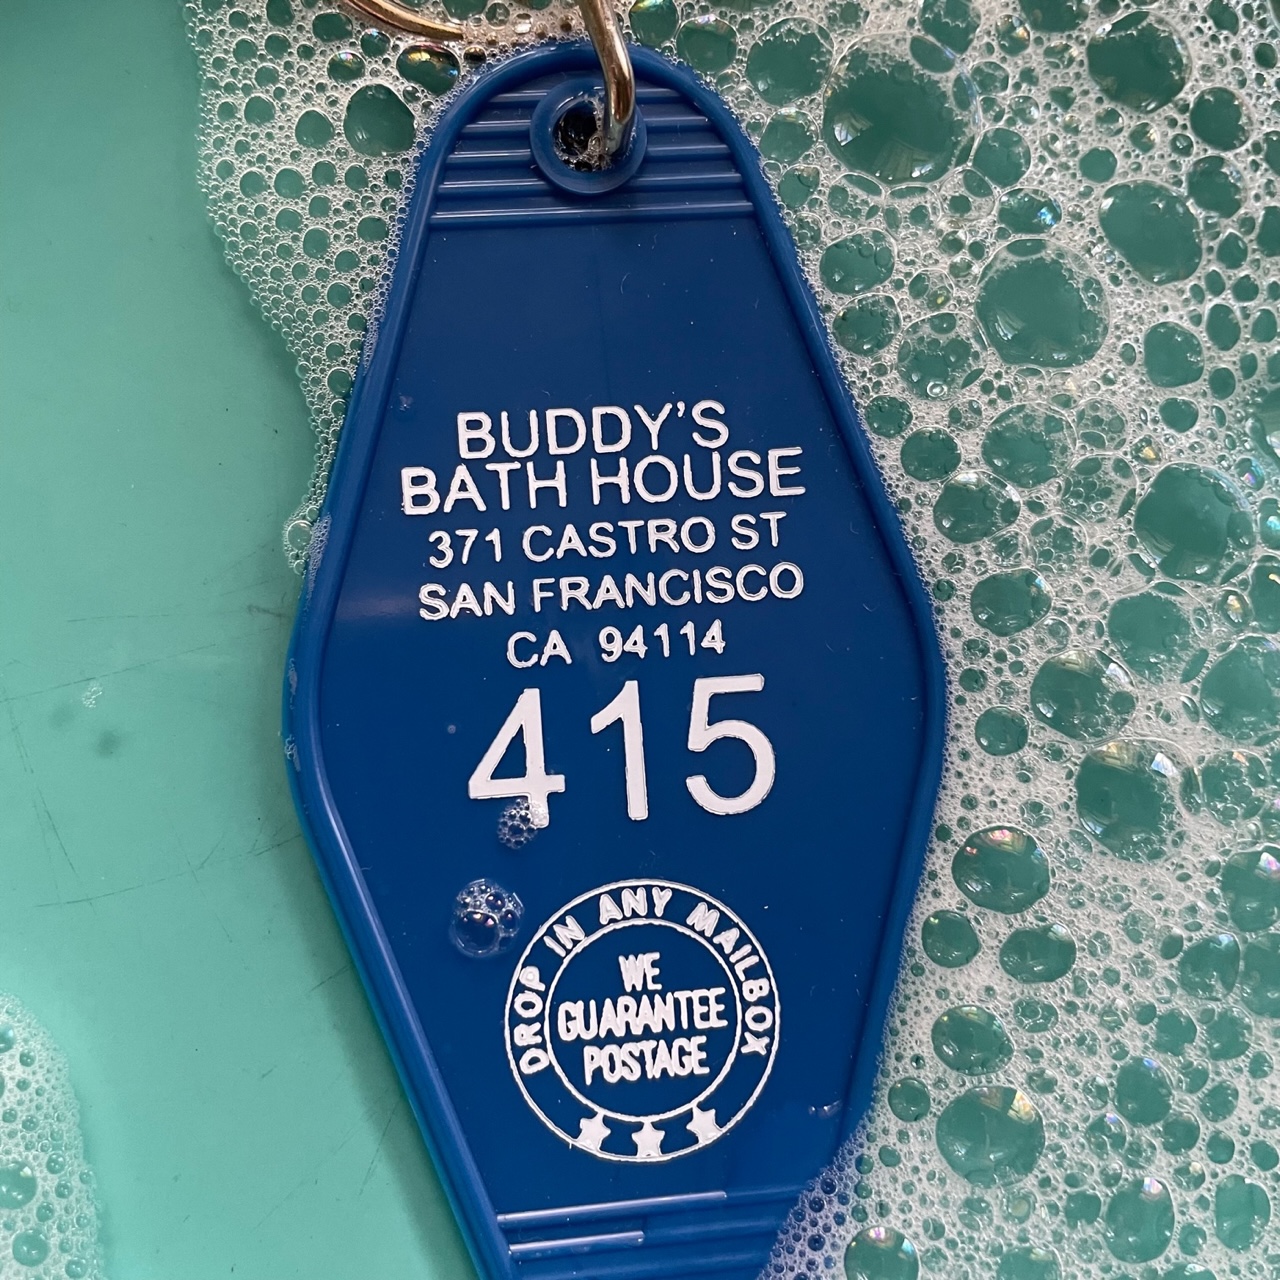 BUDDY'S
BATH HOUSE
371 CASTRO ST
SAN FRANCISCO
CA 94114
415
DROP IN ANY MAILBOX
WE
GUARANTEE
POSTAGE